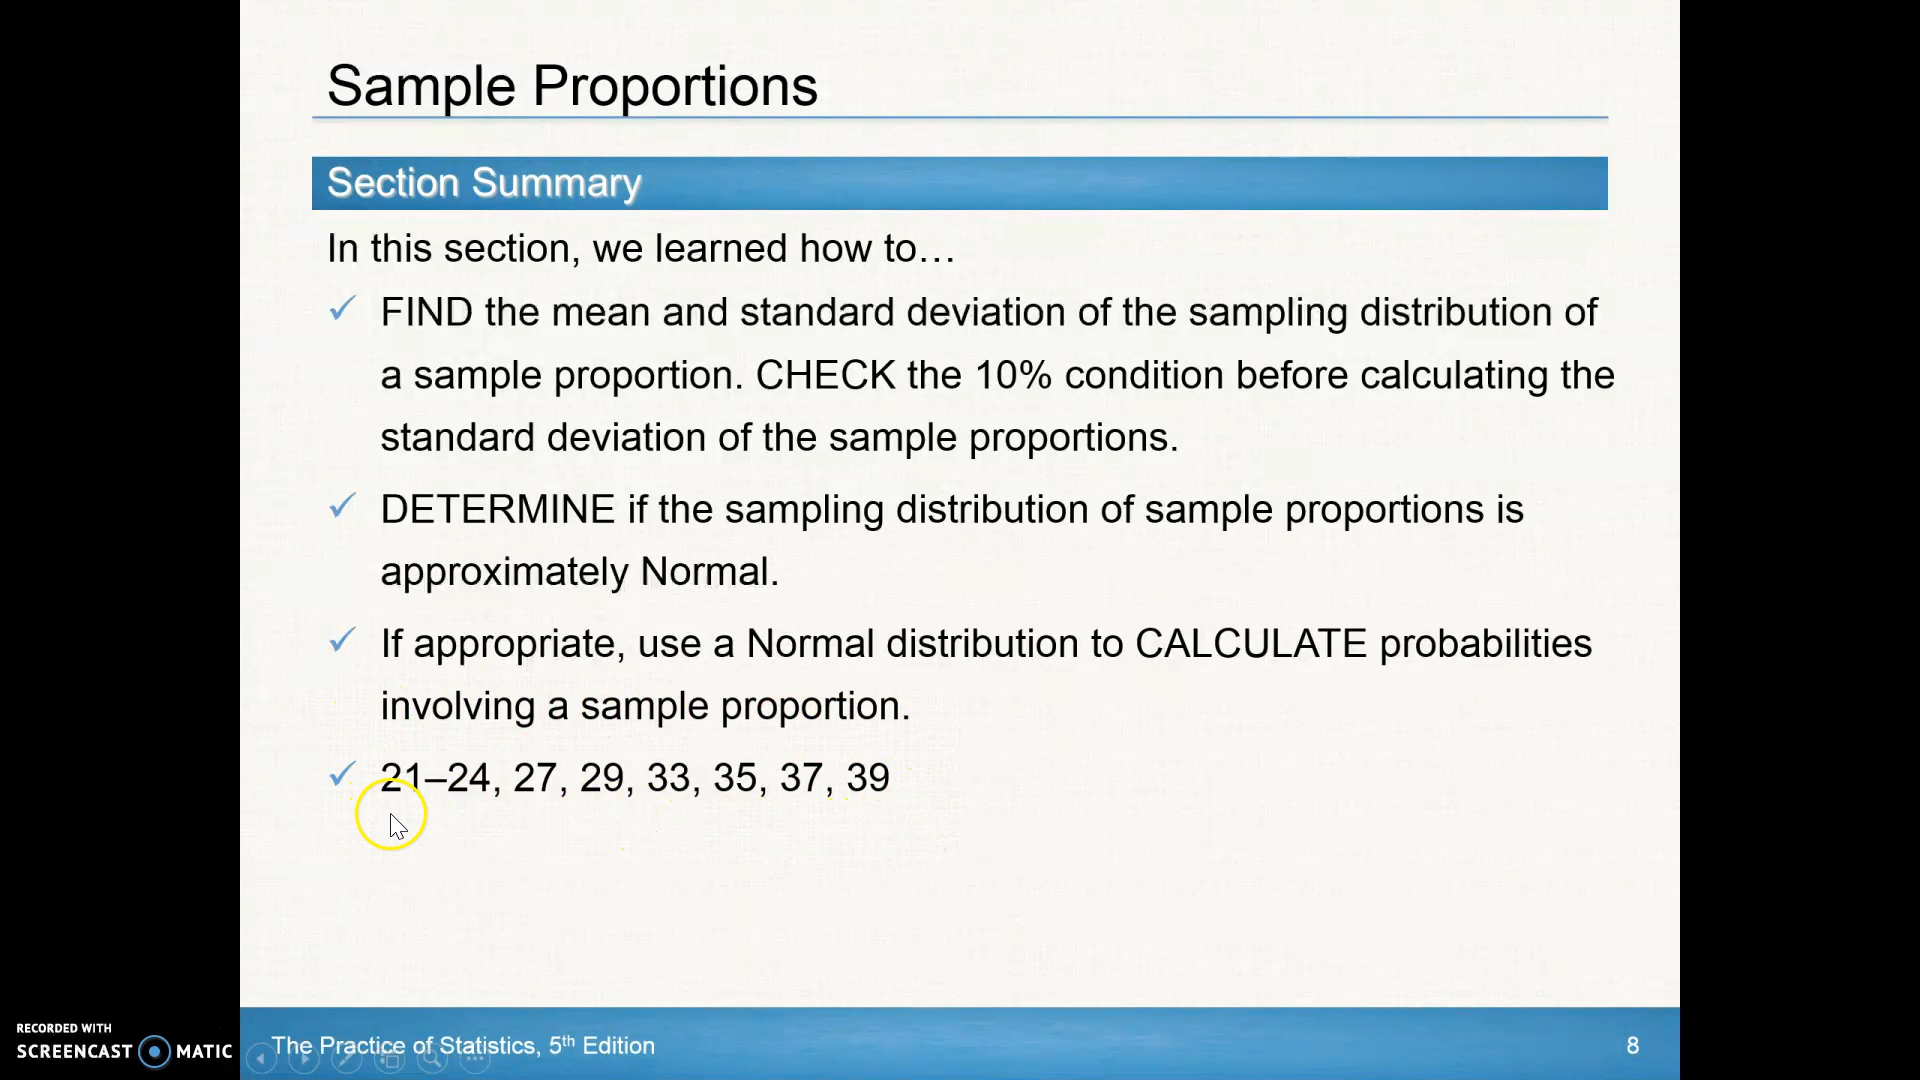 Sample Proportions
Section Summary
In this section, we learned how to…
FIND the mean and standard deviation of the sampling distribution of
a sample proportion. CHECK the 10% condition before calculating the
standard deviation of the sample proportions.
DETERMINE if the sampling distribution of sample proportions is
approximately Normal.
If appropriate, use a Normal distribution to CALCULATE probabilities
involving a sample proportion.
21–24, 27, 29, 33, 35, 37, 39
The Practice of Statistics, 5th Edition
8
RECORDED WITH
SCREENCAST MATIC